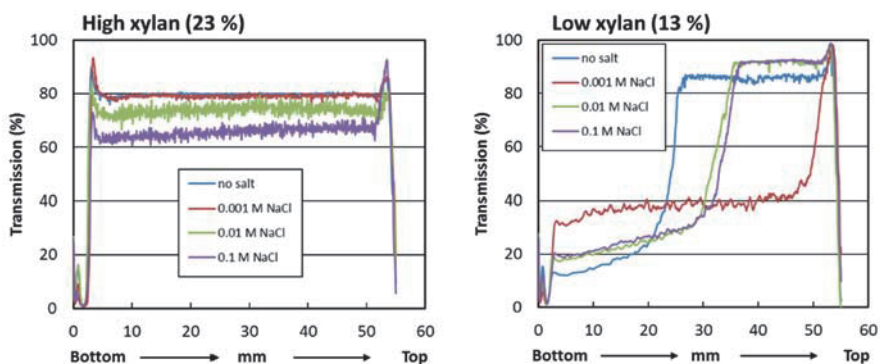 High xylan (23 %)
100
80
60
40
20
0
Transmission (%)
no salt
0.001 M NaCl
0.01 M NaCl
0.1 M NaCl
0 10 20 30 40 50 60
Bottom mm Top
Low xylan (13 %)
100
80
60
40
20
0
Transmission (%)
no salt
0.001 M NaCl
0.01 M NaCl
0.1 M NaCl
0 10 20 30 40 50 60
Bottom mm Top